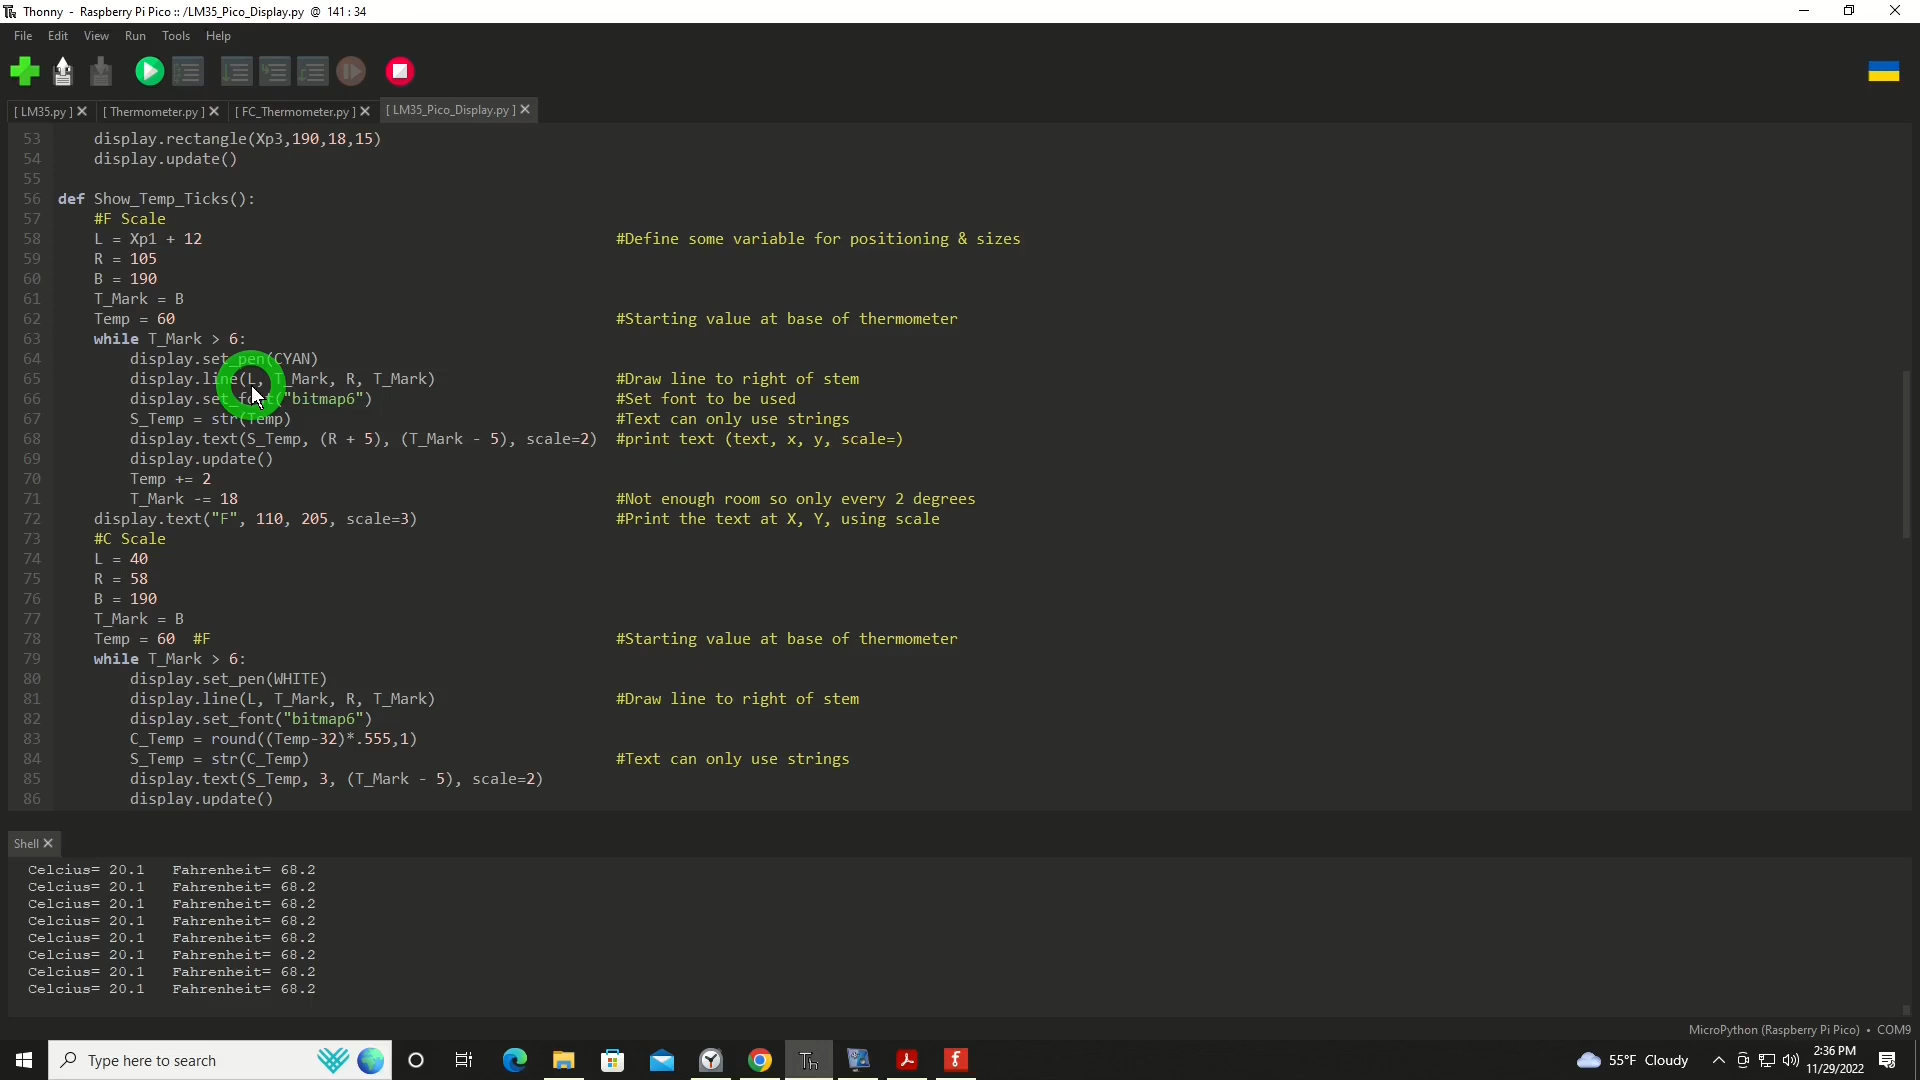 Thonny - Raspberry Pi Pico :: /LM35_Pico_Display.py @ 141 : 34
File Edit View Run Tools Help
[ LM35.py ] [ Thermometer.py ] [ FC_Thermometer.py ] [ LM35_Pico_Display.py ]
53     display.rectangle(Xp3,190,18,15)
54     display.update()
55
56 def Show_Temp_Ticks():
57     #F Scale
58     L = Xp1 + 12     #Define some variable for positioning & sizes
59     R = 105
60     B = 190
61     T_Mark = B
62     Temp = 60     #Starting value at base of thermometer
63     while T_Mark > 6:
64         display.set_pen(CYAN)
65         display.line(L, T_Mark, R, T_Mark)     #Draw line to right of stem
66         display.set_font("bitmap6")     #Set font to be used
67         S_Temp = str(Temp)     #Text can only use strings
68         display.text(S_Temp, (R + 5), (T_Mark - 5), scale=2)  #print text (text, x, y, scale=)
69         display.update()
70         Temp += 2
71         T_Mark -= 18     #Not enough room so only every 2 degrees
72     display.text("F", 110, 205, scale=3)     #Print the text at X, Y, using scale
73     #C Scale
74     L = 40
75     R = 58
76     B = 190
77     T_Mark = B
78     Temp = 60  #F     #Starting value at base of thermometer
79     while T_Mark > 6:
80         display.set_pen(WHITE)
81         display.line(L, T_Mark, R, T_Mark)     #Draw line to right of stem
82         display.set_font("bitmap6")
83         C_Temp = round((Temp-32)*.555,1)
84         S_Temp = str(C_Temp)     #Text can only use strings
85         display.text(S_Temp, 3, (T_Mark - 5), scale=2)
86         display.update()
Shell
Celcius= 20.1   Fahrenheit= 68.2
Celcius= 20.1   Fahrenheit= 68.2
Celcius= 20.1   Fahrenheit= 68.2
Celcius= 20.1   Fahrenheit= 68.2
Celcius= 20.1   Fahrenheit= 68.2
Celcius= 20.1   Fahrenheit= 68.2
Celcius= 20.1   Fahrenheit= 68.2
Celcius= 20.1   Fahrenheit= 68.2
MicroPython (Raspberry Pi Pico) • COM9
Type here to search
Th
55°F Cloudy
2:36 PM
11/29/2022